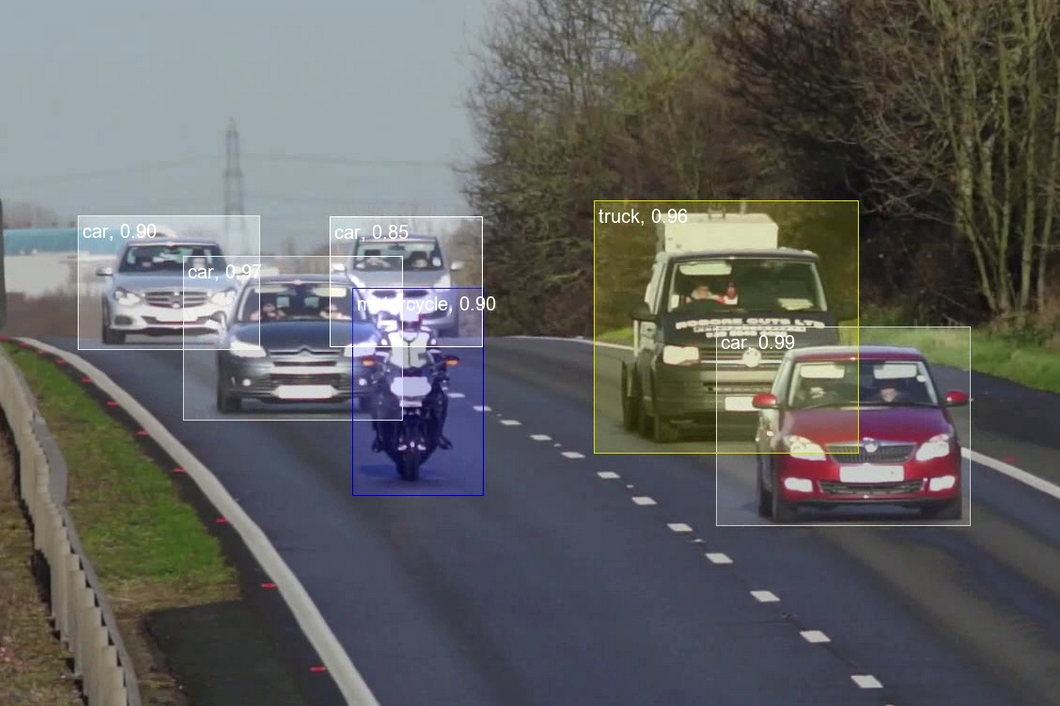 car, 0.90
car, 0.85
car, 0.97
motorcycle, 0.90
truck, 0.96
car, 0.99